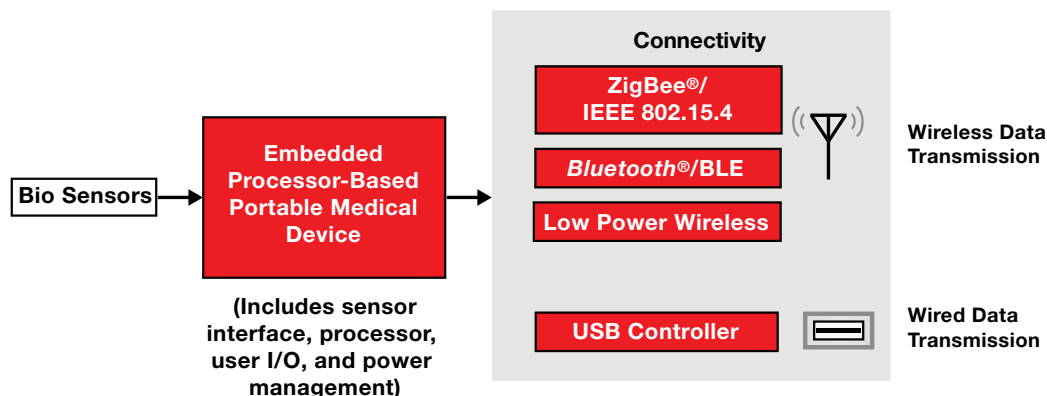 Bio Sensors
Embedded
Processor-Based
Portable Medical
Device
(Includes sensor
interface, processor,
user I/O, and power
management)
Connectivity
ZigBee®/
IEEE 802.15.4
Bluetooth®/BLE
Low Power Wireless
USB Controller
Wireless Data
Transmission
Wired Data
Transmission